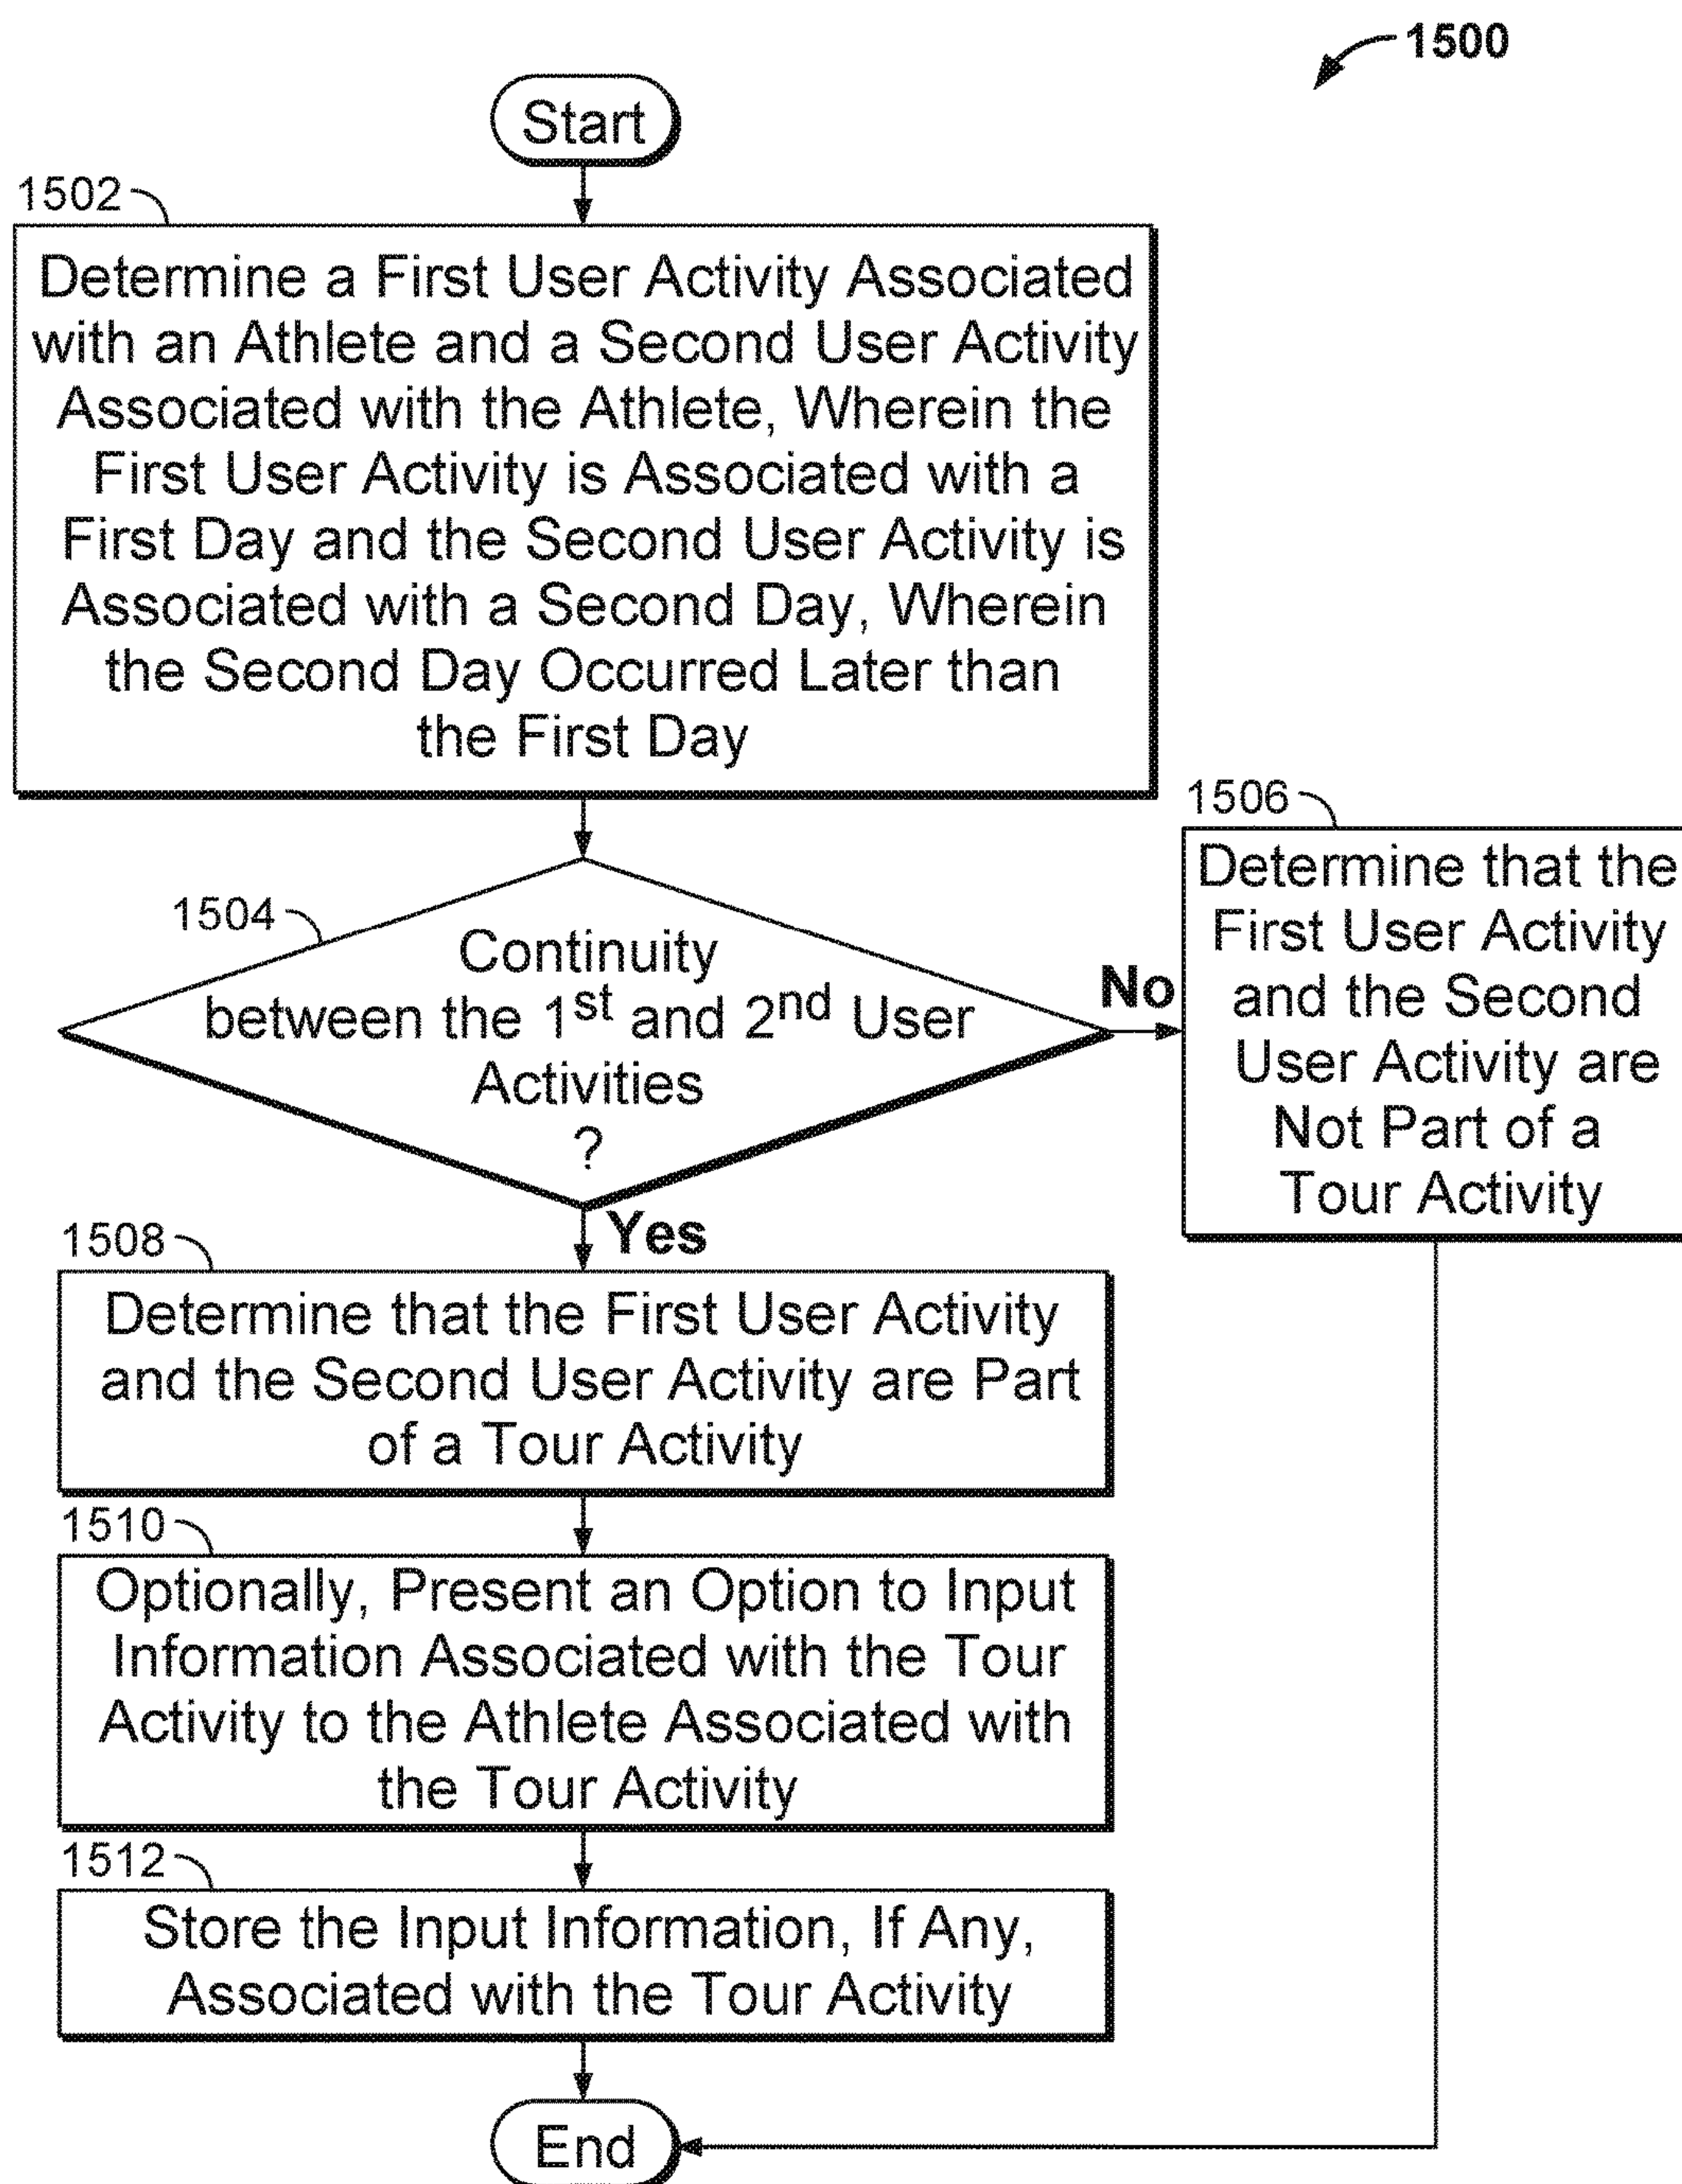 1500
Start
1502
Determine a First User Activity Associated
with an Athlete and a Second User Activity
Associated with the Athlete, Wherein the
First User Activity is Associated with a
First Day and the Second User Activity is
Associated with a Second Day, Wherein
the Second Day Occurred Later than
the First Day
1504
Continuity
between the 1st and 2nd User
Activities
?
No
1506
Determine that the
First User Activity
and the Second
User Activity are
Not Part of a
Tour Activity
Yes
1508
Determine that the First User Activity
and the Second User Activity are Part
of a Tour Activity
1510
Optionally, Present an Option to Input
Information Associated with the Tour
Activity to the Athlete Associated with
the Tour Activity
1512
Store the Input Information, If Any,
Associated with the Tour Activity
End